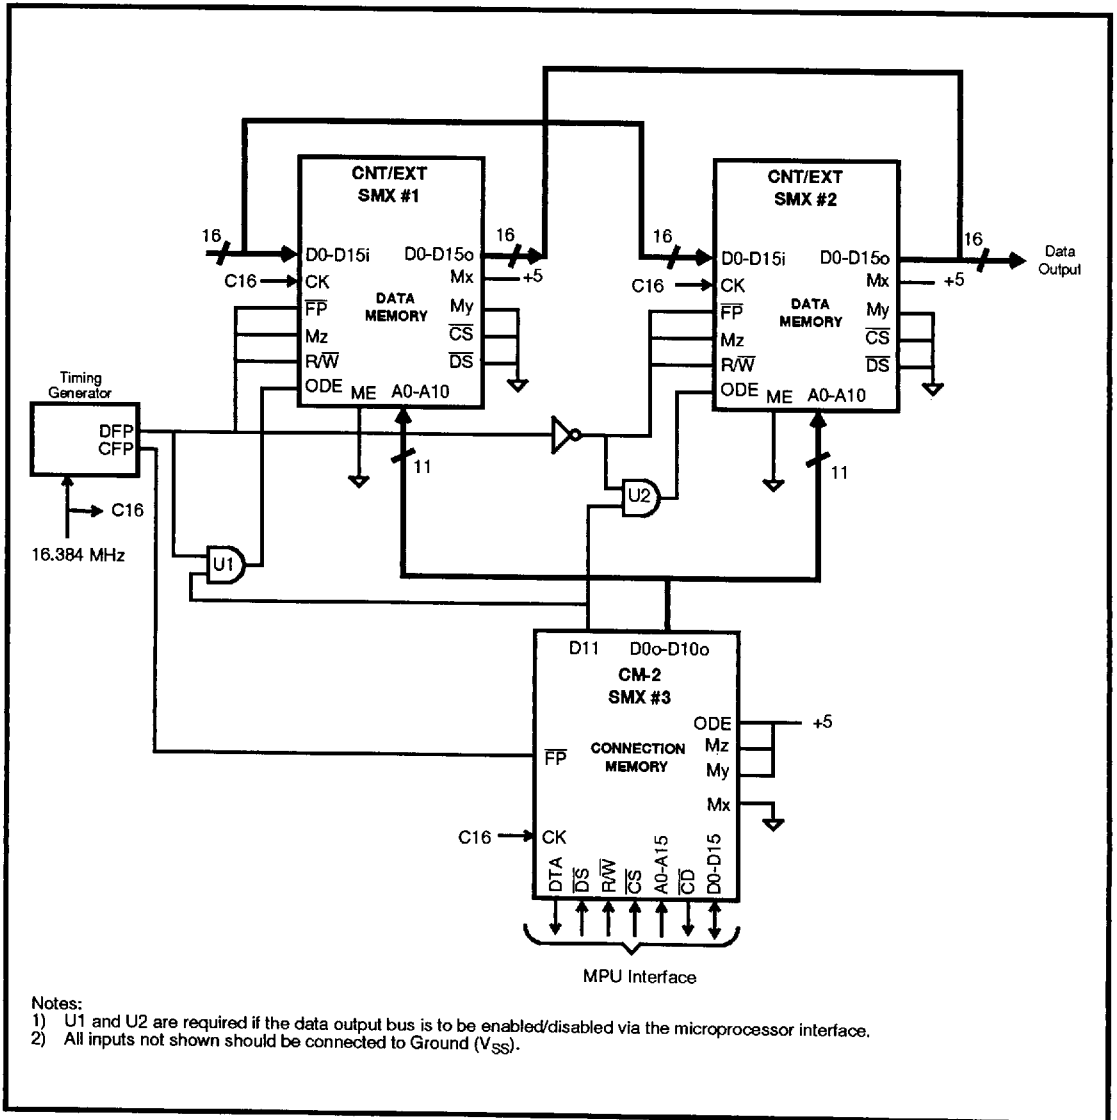 CNT/EXT
SMX #1
16
D0-D15i
D0-D15o
16
C16
CK
Mx
+5
FP
DATA
MEMORY
My
Mz
CS
R/W
DS
ODE
ME
A0-A10
11
CNT/EXT
SMX #2
16
D0-D15i
D0-D15o
16
Data
Output
C16
CK
Mx
+5
FP
DATA
MEMORY
My
Mz
CS
R/W
DS
ODE
ME
A0-A10
11
Timing
Generator
DFP
CFP
C16
16.384 MHz
U1
U2
D11
D0o-D10o
CM-2
SMX #3
ODE
+5
FP
CONNECTION
MEMORY
Mz
My
Mx
C16
CK
DTA
DS
R/W
CS
A0-A15
CD
D0-D15
MPU Interface
Notes:
1) U1 and U2 are required if the data output bus is to be enabled/disabled via the microprocessor interface.
2) All inputs not shown should be connected to Ground (VSS).